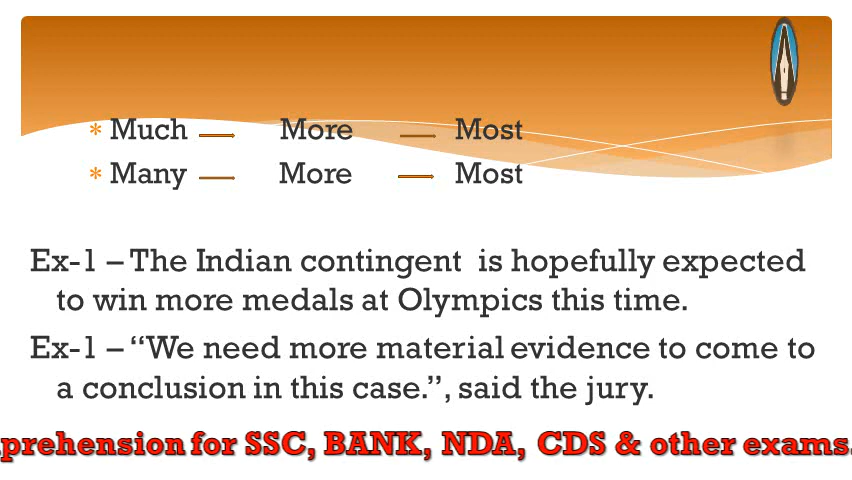 * Much → More — Most
* Many — More → Most
Ex-1 – The Indian contingent is hopefully expected
to win more medals at Olympics this time.
Ex-1 – “We need more material evidence to come to
a conclusion in this case.”, said the jury.
prehension for SSC, BANK, NDA, CDS & other exams.